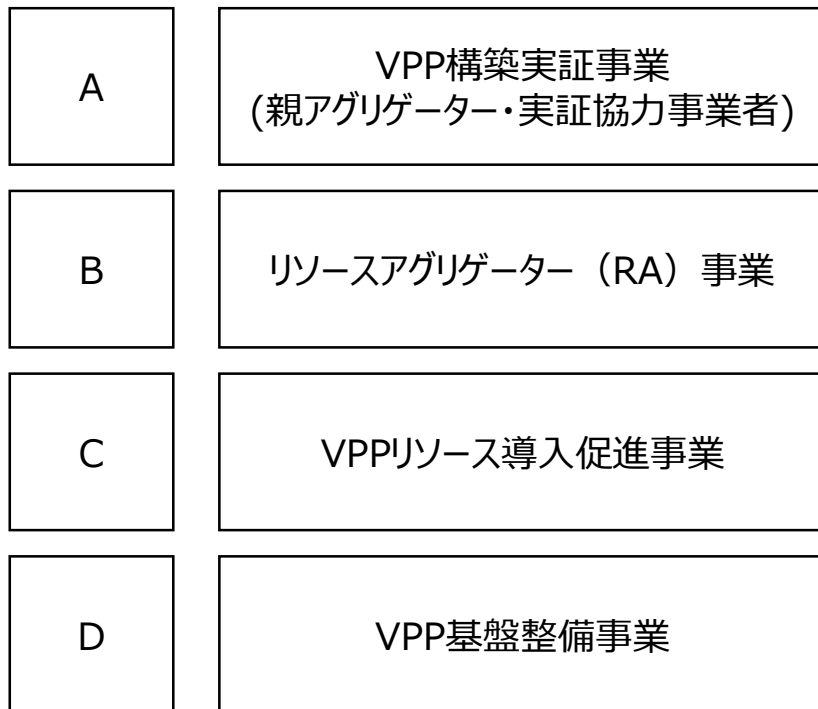 A
VPP構築実証事業
(親アグリゲーター・実証協力事業者)
B
リソースアグリゲーター（RA）事業
C
VPPリソース導入促進事業
D
VPP基盤整備事業